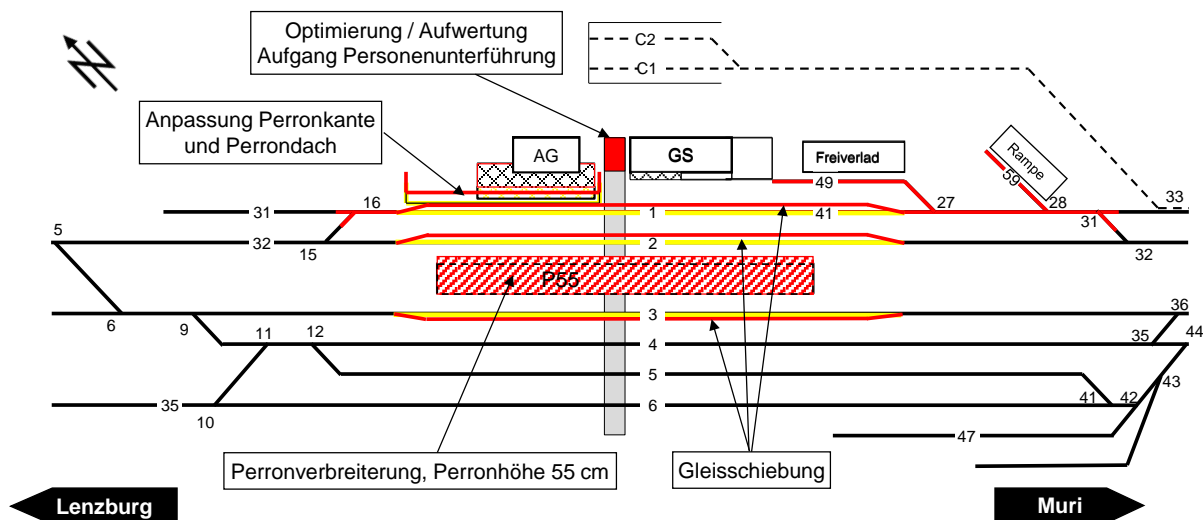 Optimierung / Aufwertung
Aufgang Personenunterführung
C2
C1
Anpassung Perronkante
und Perrondach
AG
GS
Freiverlad
Rampe
49
59
16
31
1
41
27
28
31
33
5
32
15
2
32
P55
6
9
3
36
11
12
4
35
44
5
43
35
10
6
41
42
47
Perronverbreiterung, Perronhöhe 55 cm
Gleisschiebung
Lenzburg
Muri